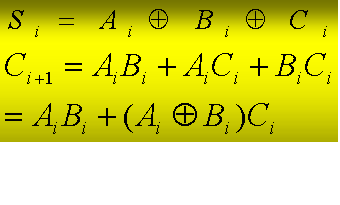 S_i = A_i ⊕ B_i ⊕ C_i
C_{i+1} = A_iB_i + A_iC_i + B_iC_i
= A_iB_i + (A_i ⊕ B_i)C_i